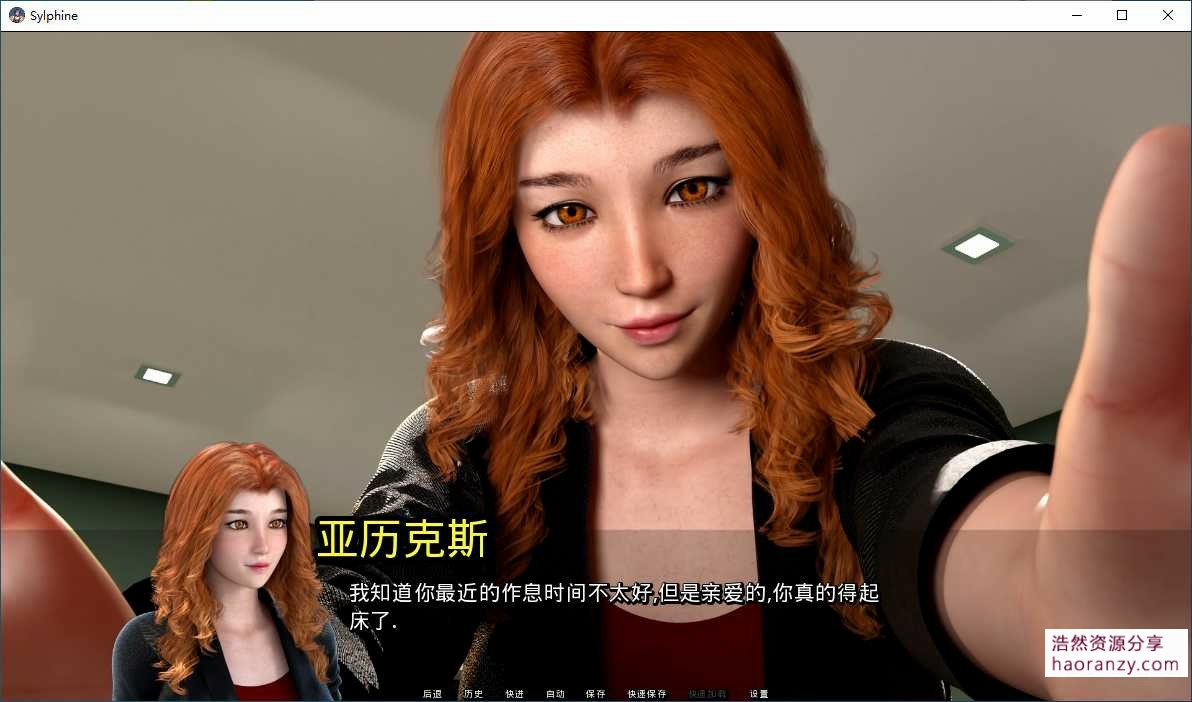 Sylphine
亚历克斯
我知道你最近的作息时间不太好,但是亲爱的,你真的得起
床了.
浩然资源分享
haoranzy.com
后退 历史 快进 自动 保存 快速保存 快速加载 设置